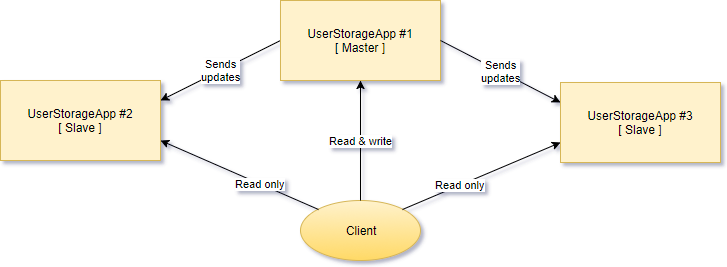 UserStorageApp #1
[ Master ]
Sends
updates
Sends
updates
UserStorageApp #2
[ Slave ]
UserStorageApp #3
[ Slave ]
Read & write
Read only
Read only
Client